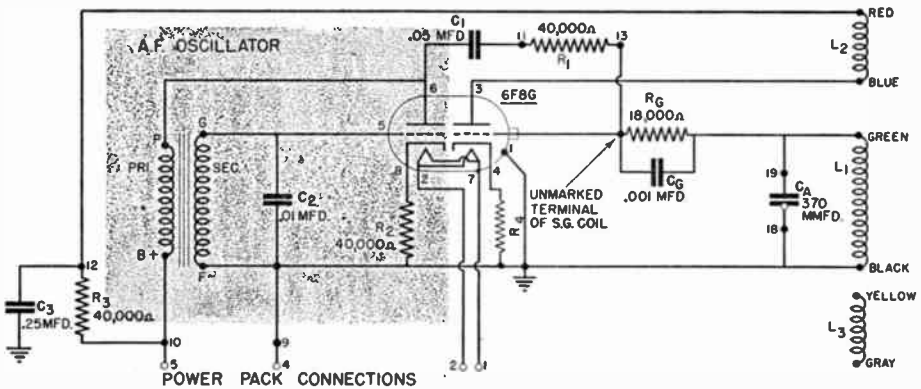 RED
C1
.05 MFD
11
40,000Ω
13
R1
L2
A.F. OSCILLATOR
BLUE
6
3
6F8G
RG
18,000Ω
GREEN
P
G
5
1
PRI.
SEC.
8
2
7
4
UNMARKED
TERMINAL
OF S.G. COIL
CG
.001 MFD
19
CA
370
MMFD.
18
L1
C2
.01 MFD.
R2
40,000Ω
R4
B+
F
BLACK
12
C3
.25MFD.
R3
40,000Ω
YELLOW
L3
GRAY
10
9
5
4
2
1
POWER PACK CONNECTIONS